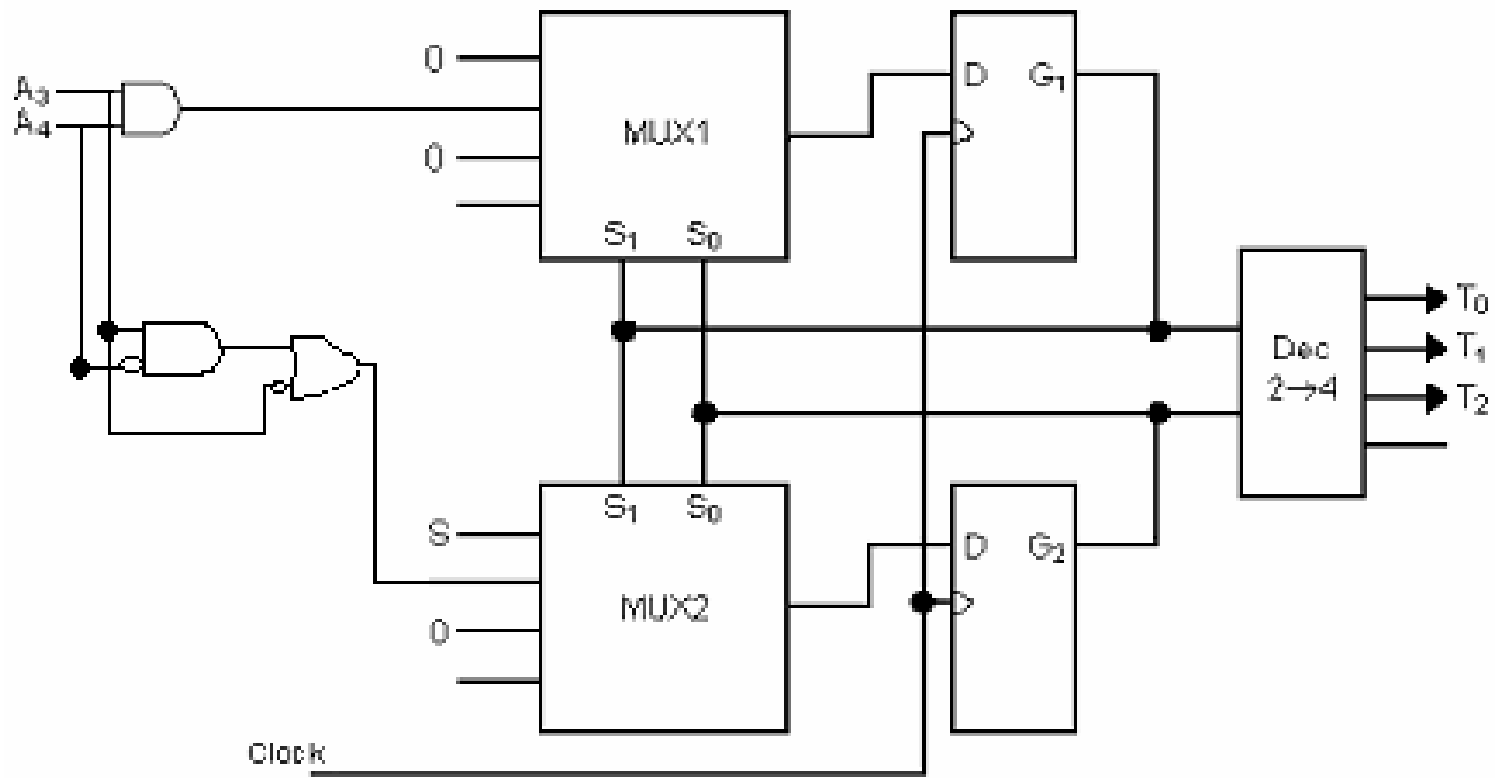 0
A₃
A₄
0
MUX1
S₁ S₀
D G₁
T₀
T₁
T₂
Dec
2→4
S₁ S₀
S
MUX2
0
D G₂
Clock